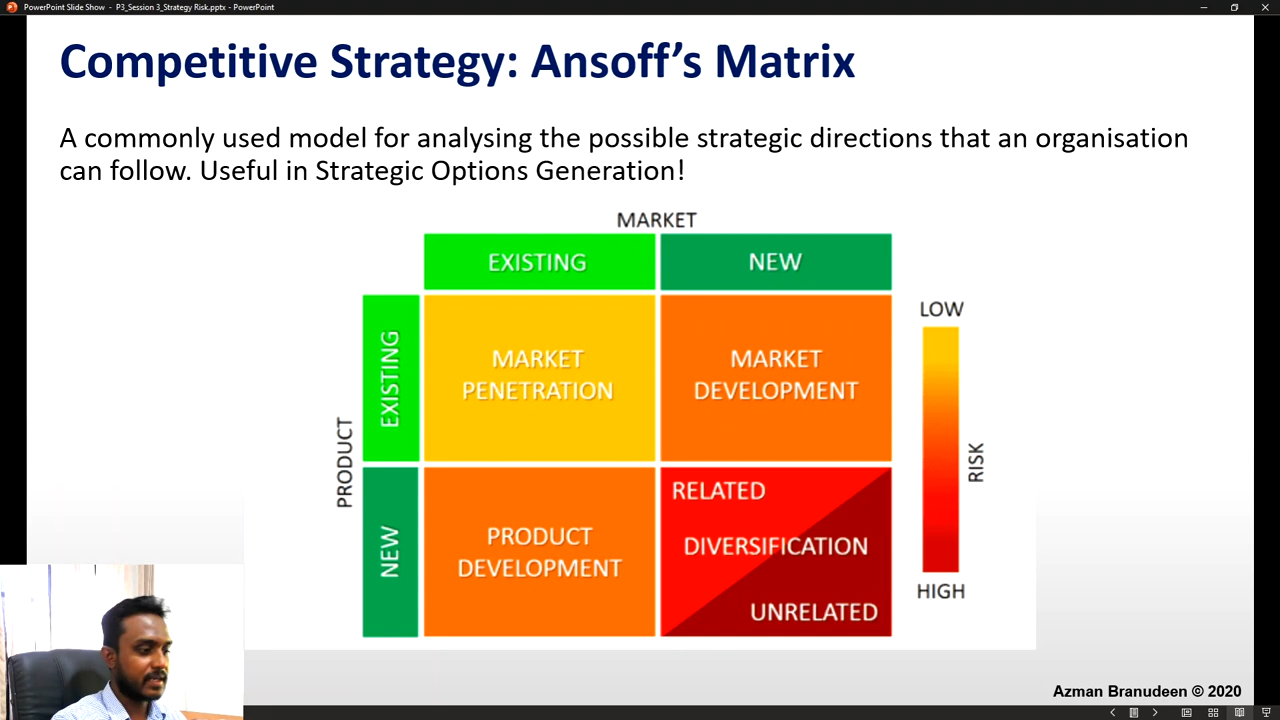 PowerPoint Slide Show - P3_Session 3_Strategy Risk.pptx - PowerPoint
Competitive Strategy: Ansoff’s Matrix
A commonly used model for analysing the possible strategic directions that an organisation
can follow. Useful in Strategic Options Generation!
MARKET
EXISTING
NEW
PRODUCT
EXISTING
MARKET
PENETRATION
MARKET
DEVELOPMENT
NEW
PRODUCT
DEVELOPMENT
RELATED
DIVERSIFICATION
UNRELATED
LOW
RISK
HIGH
Azman Branudeen © 2020